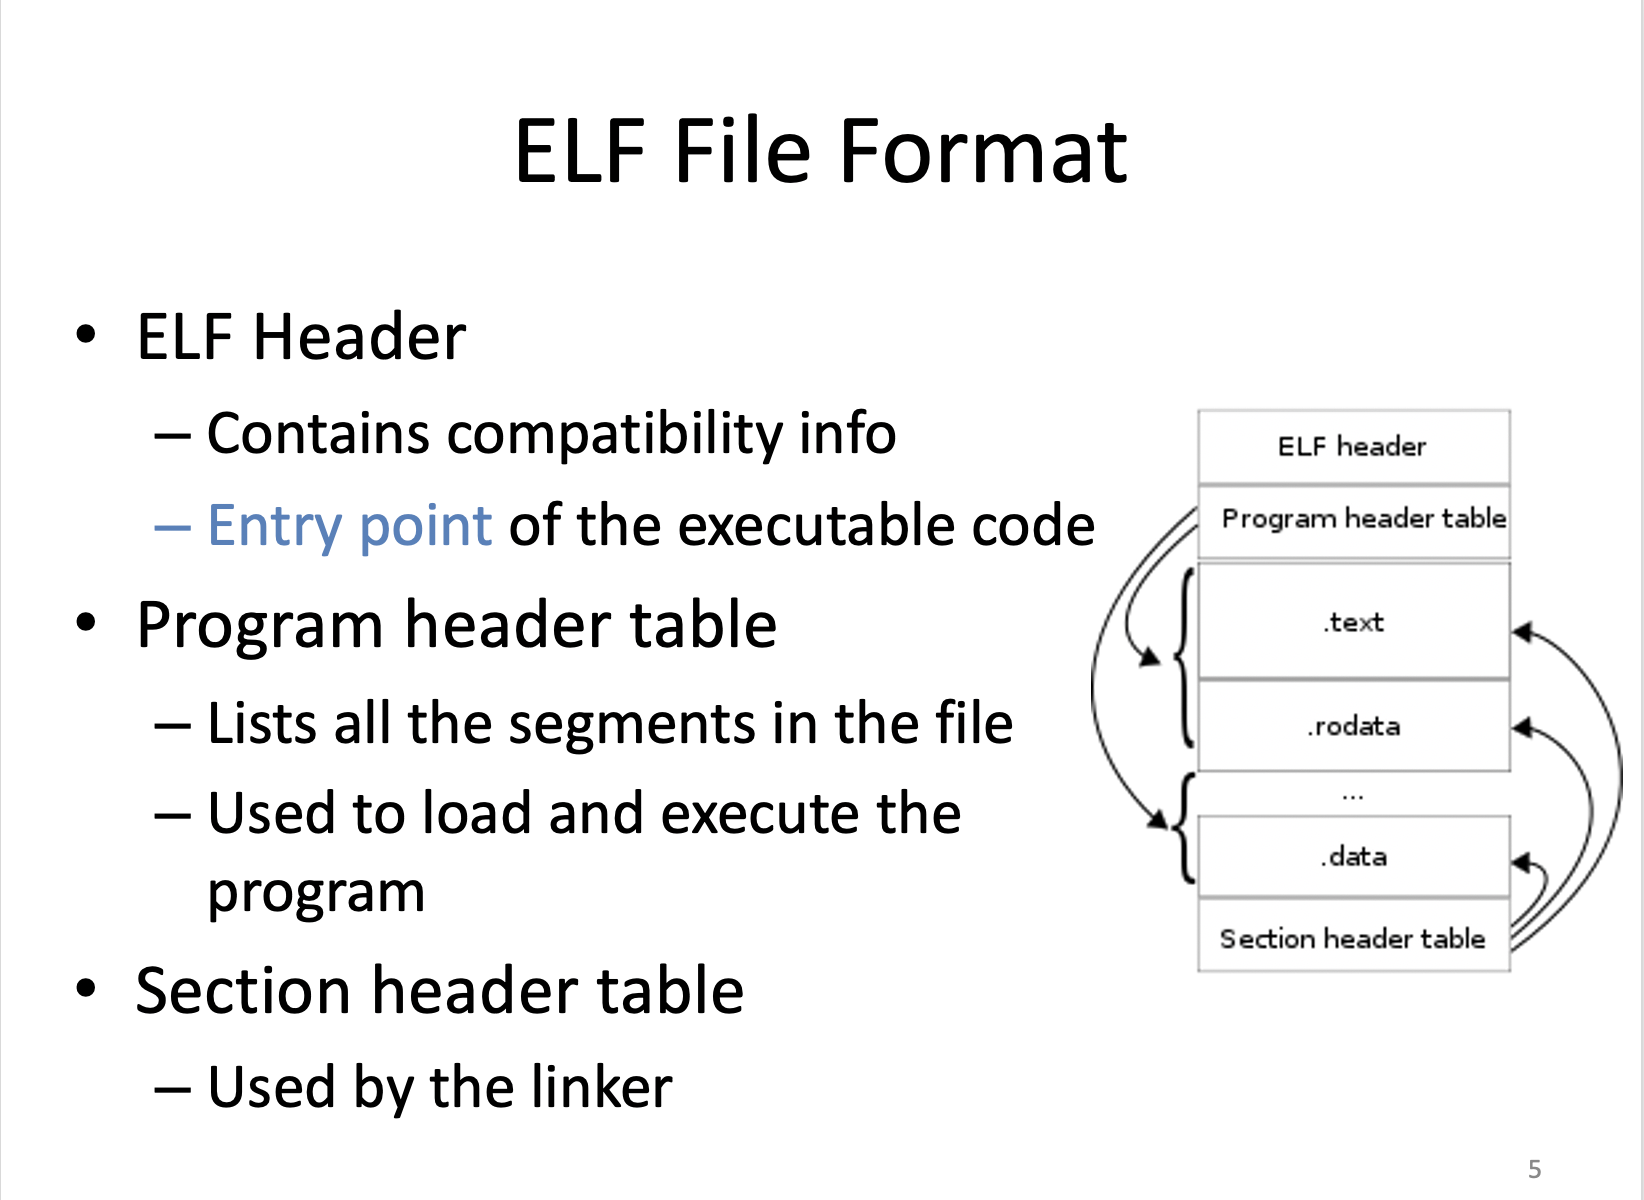 ELF File Format
• ELF Header
– Contains compatibility info
– Entry point of the executable code
• Program header table
– Lists all the segments in the file
– Used to load and execute the
program
• Section header table
– Used by the linker
ELF header
Program header table
.text
.rodata
...
.data
Section header table
5